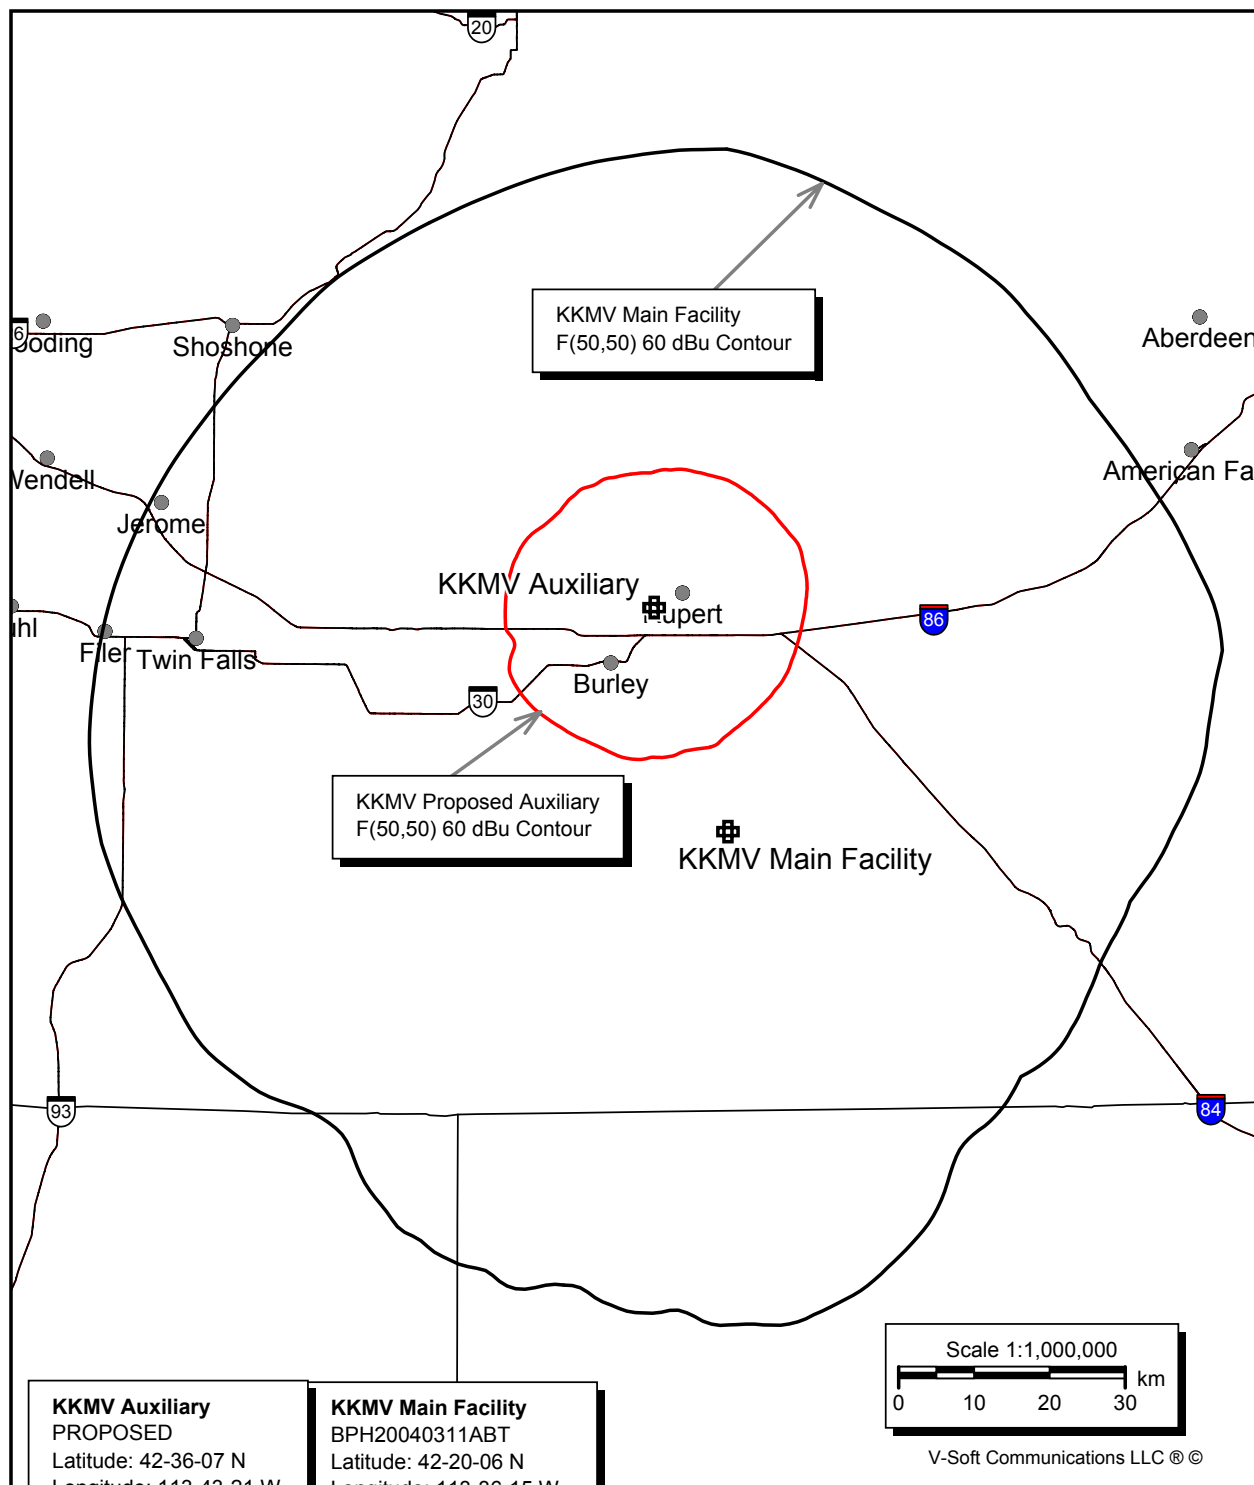 20
KKMV Main Facility
F(50,50) 60 dBu Contour
Shoshone
Aberdeen
6
Wendell
American Fa
Jerome
KKMV Auxiliary
Rupert
86
uhl
Filer
Twin Falls
Burley
30
KKMV Proposed Auxiliary
F(50,50) 60 dBu Contour
KKMV Main Facility
93
84
Scale 1:1,000,000
km
0 10 20 30
V-Soft Communications LLC ® ©
KKMV Auxiliary
PROPOSED
Latitude: 42-36-07 N
KKMV Main Facility
BPH20040311ABT
Latitude: 42-20-06 N